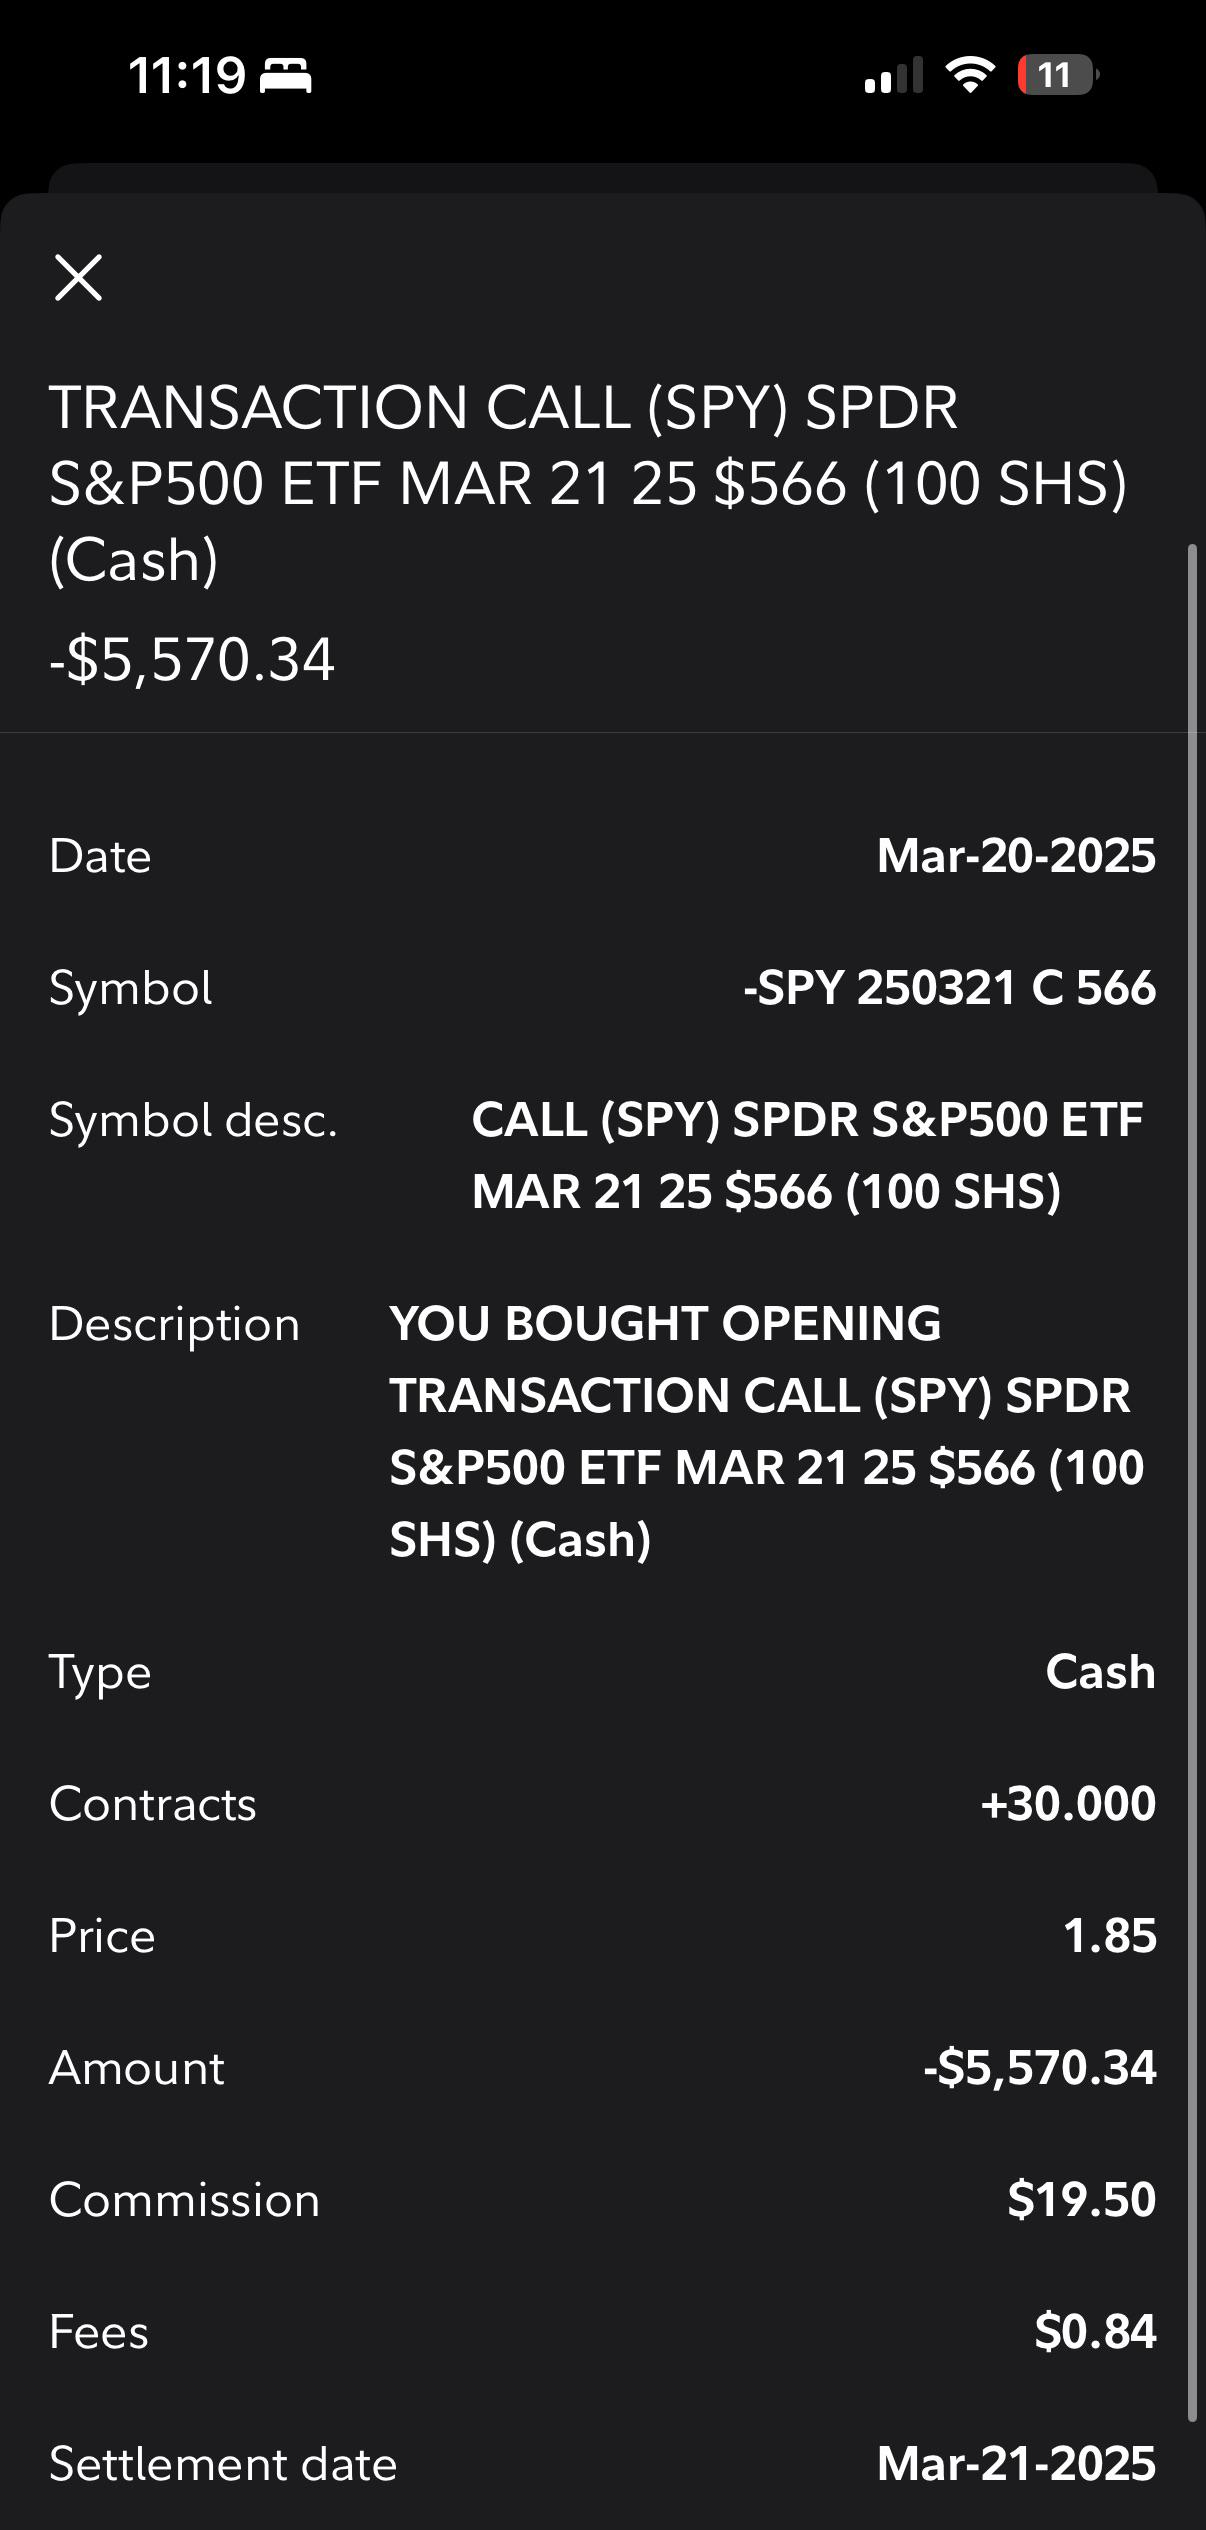 11:19
11
TRANSACTION CALL (SPY) SPDR
S&P500 ETF MAR 21 25 $566 (100 SHS)
(Cash)
-$5,570.34
Date Mar-20-2025
Symbol -SPY 250321 C 566
Symbol desc. CALL (SPY) SPDR S&P500 ETF
MAR 21 25 $566 (100 SHS)
Description YOU BOUGHT OPENING
TRANSACTION CALL (SPY) SPDR
S&P500 ETF MAR 21 25 $566 (100
SHS) (Cash)
Type Cash
Contracts +30.000
Price 1.85
Amount -$5,570.34
Commission $19.50
Fees $0.84
Settlement date Mar-21-2025